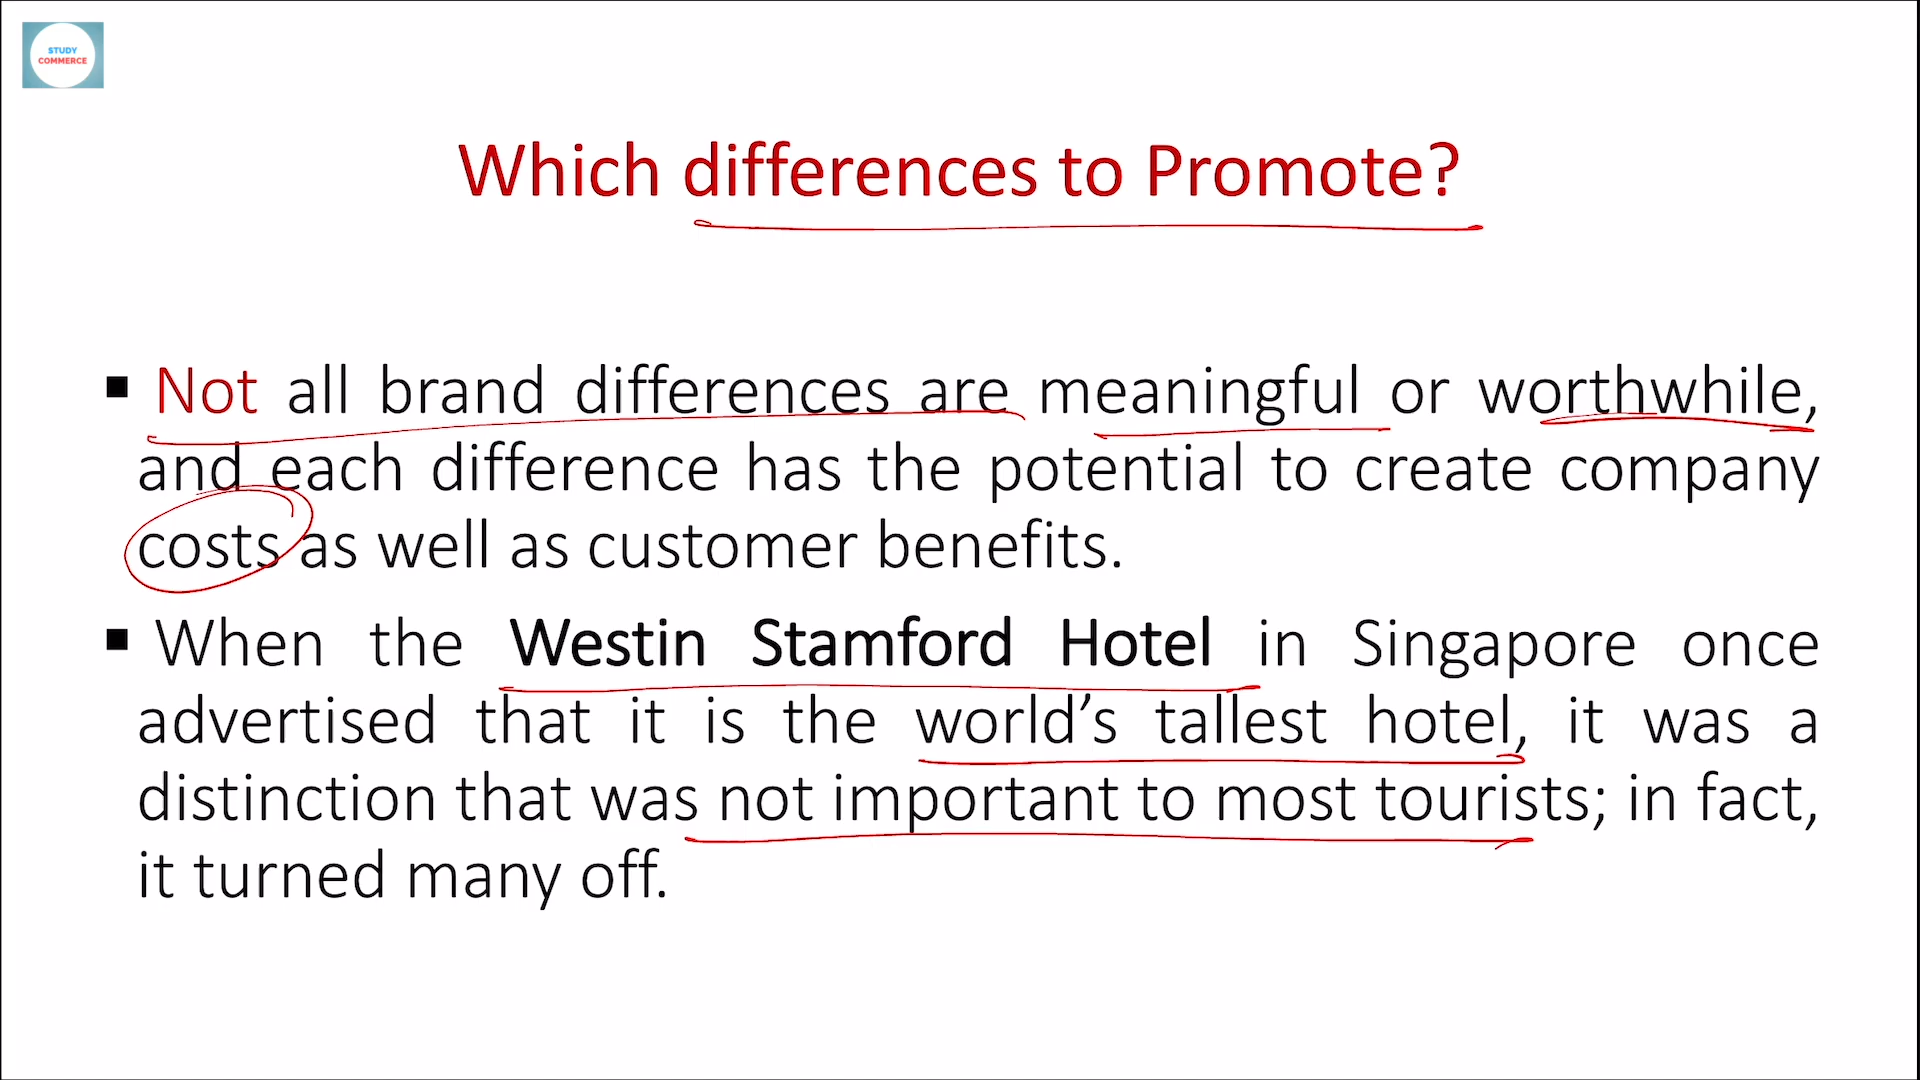 STUDY
COMMERCE
Which differences to Promote?
▪ Not all brand differences are meaningful or worthwhile,
and each difference has the potential to create company
costs as well as customer benefits.
▪ When the Westin Stamford Hotel in Singapore once
advertised that it is the world’s tallest hotel, it was a
distinction that was not important to most tourists; in fact,
it turned many off.